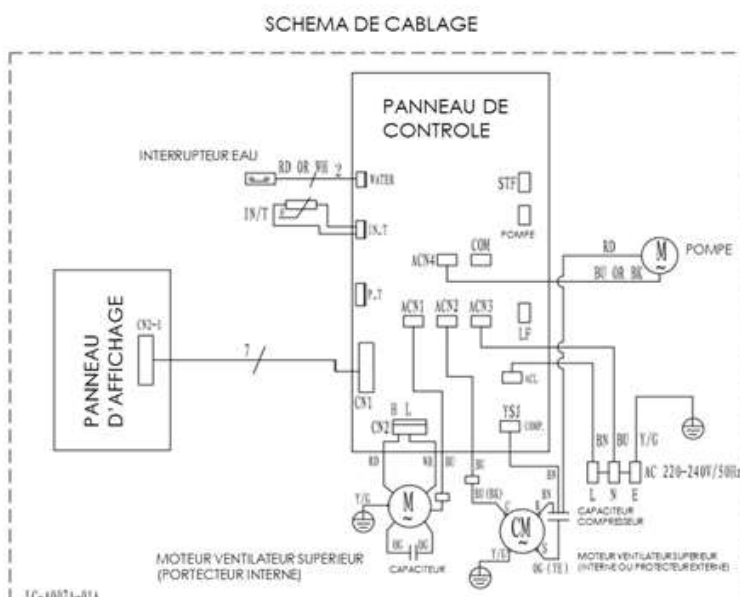 SCHEMA DE CABLAGE
PANNEAU DE
CONTROLE
INTERRUPTEUR EAU
RD OR WH 2
WATER
STF
IN/T
IN.T
POMPE
COM
ACN4
RD
M
~
POMPE
BU OR BK
P.T
ACN1 ACN2 ACN3
LF
PANNEAU
D'AFFICHAGE
CN2-1
7
CN1
ACL
H L
CN2
YSJ
COMP.
BN BU Y/G
RD
WH
BU
BU
BN
AC 220-240V/50Hz
L N E
Y/G
M
~
BU(BK)
C
R
BN
CAPACITEUR
COMPRESSEUR
CM
~
S
OG OG
CAPACITEUR
Y/G
OG(YE)
MOTEUR VENTILATEUR SUPERIEUR
(PORTECTEUR INTERNE)
MOTEUR VENTILATEUR SUPERIEUR
(INTERNE OU PROTECTEUR EXTERNE)